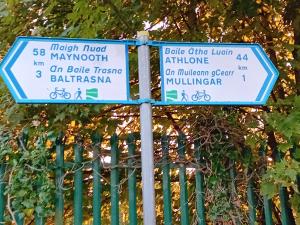 Maigh Nuad
58 MAYNOOTH
km An Baile Trasna
3 BALTRASNA
Baile Átha Luain
ATHLONE 44
An Muileann gCearr km
MULLINGAR 1